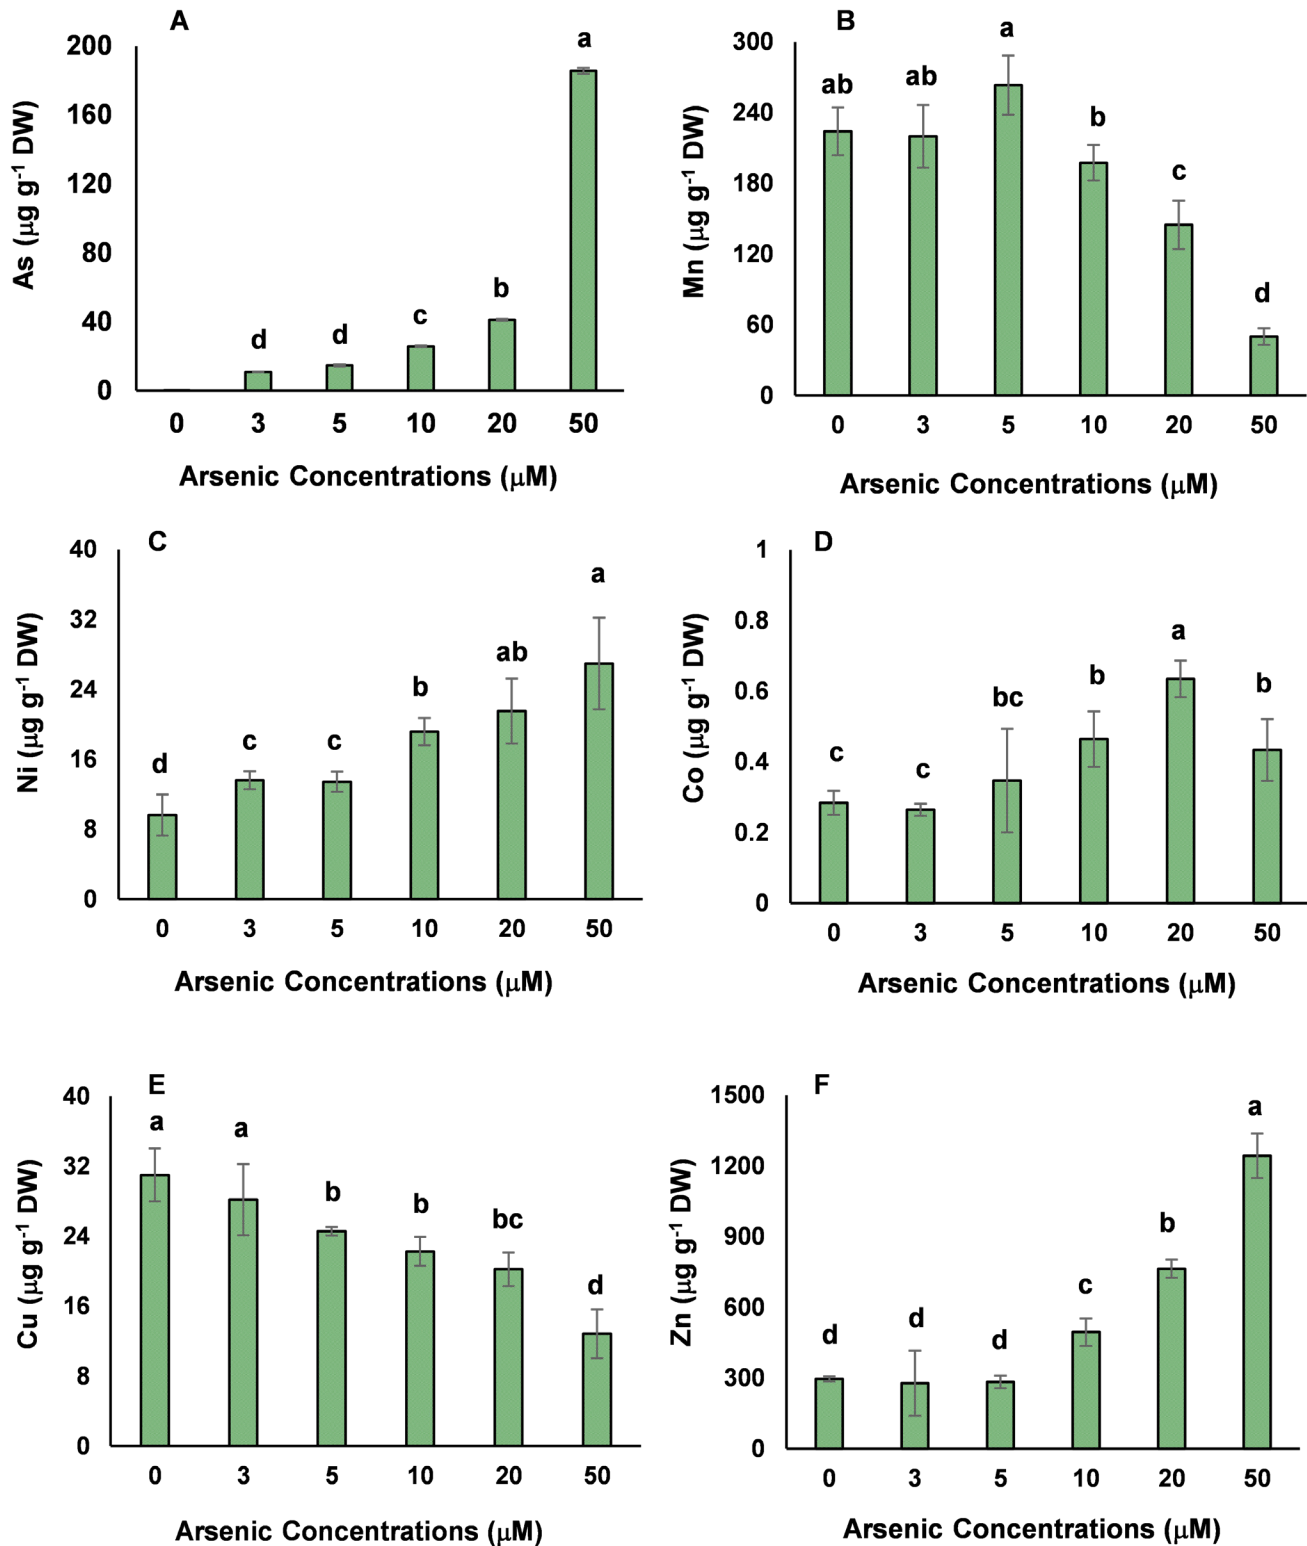 A
As (μg g⁻¹ DW)
200
160
120
80
40
0
d
d
c
b
a
0 3 5 10 20 50
Arsenic Concentrations (μM)
B
Mn (μg g⁻¹ DW)
300
240
180
120
60
0
ab
ab
a
b
c
d
0 3 5 10 20 50
Arsenic Concentrations (μM)
C
Ni (μg g⁻¹ DW)
40
32
24
16
8
0
d
c
c
b
ab
a
0 3 5 10 20 50
Arsenic Concentrations (μM)
D
Co (μg g⁻¹ DW)
1
0.8
0.6
0.4
0.2
0
c
c
bc
b
a
b
0 3 5 10 20 50
Arsenic Concentrations (μM)
E
Cu (μg g⁻¹ DW)
40
32
24
16
8
0
a
a
b
b
bc
d
0 3 5 10 20 50
Arsenic Concentrations (μM)
F
Zn (μg g⁻¹ DW)
1500
1200
900
600
300
0
d
d
d
c
b
a
0 3 5 10 20 50
Arsenic Concentrations (μM)